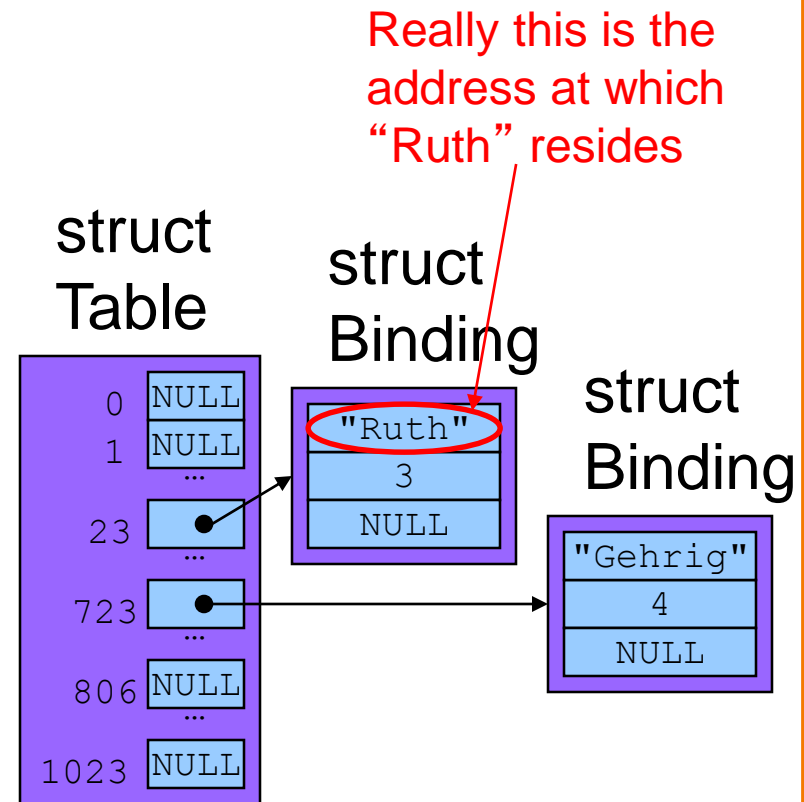 Really this is the
address at which
“Ruth” resides
struct
Table
struct
Binding
struct
Binding
0 NULL
1 NULL
...
23
...
723
...
806 NULL
...
1023 NULL
"Ruth"
3
NULL
"Gehrig"
4
NULL